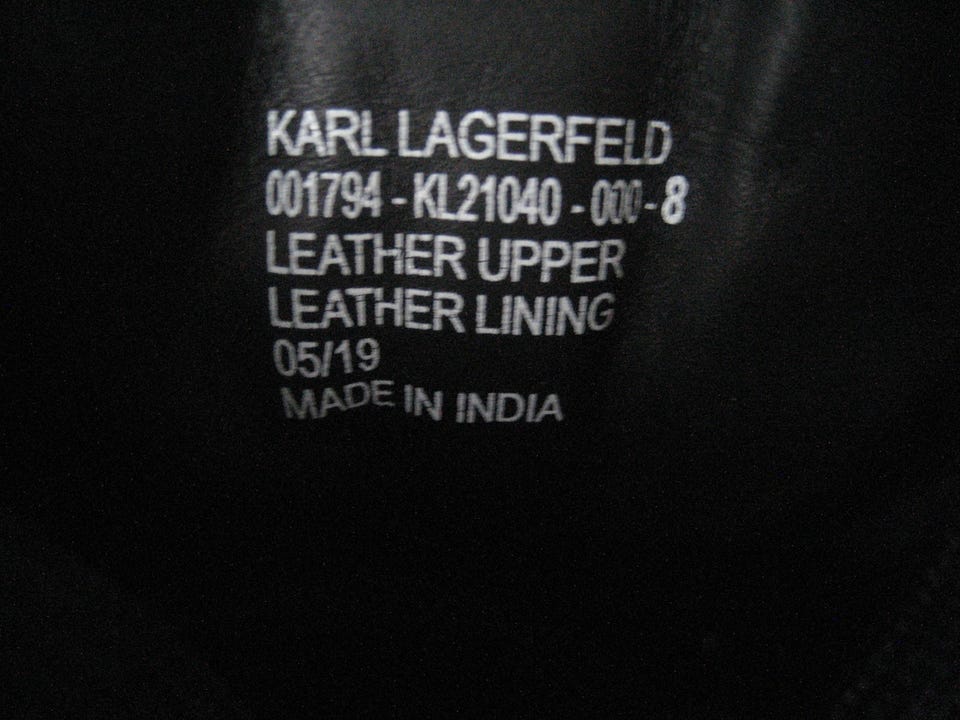 KARL LAGERFELD
001794 - KL21040 - 000 - 8
LEATHER UPPER
LEATHER LINING
05/19
MADE IN INDIA